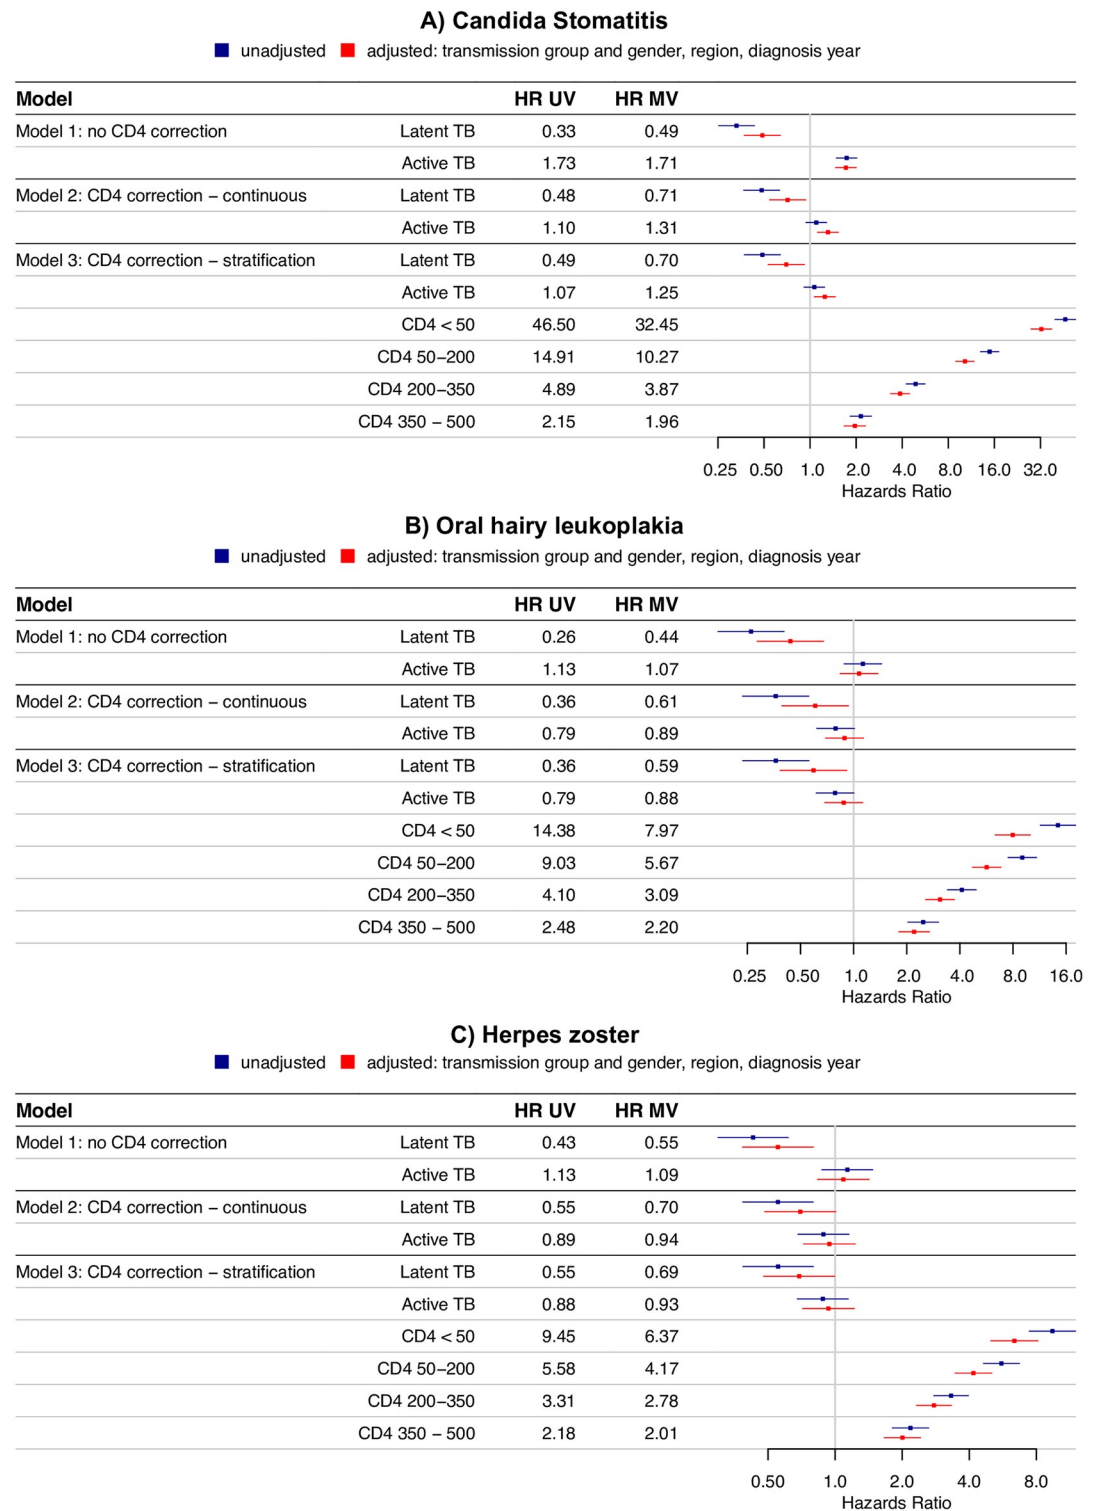 A) Candida Stomatitis
unadjusted adjusted: transmission group and gender, region, diagnosis year
Model HR UV HR MV
Model 1: no CD4 correction Latent TB 0.33 0.49
Active TB 1.73 1.71
Model 2: CD4 correction − continuous Latent TB 0.48 0.71
Active TB 1.10 1.31
Model 3: CD4 correction − stratification Latent TB 0.49 0.70
Active TB 1.07 1.25
CD4 < 50 46.50 32.45
CD4 50−200 14.91 10.27
CD4 200−350 4.89 3.87
CD4 350 − 500 2.15 1.96
0.25 0.50 1.0 2.0 4.0 8.0 16.0 32.0
Hazards Ratio
B) Oral hairy leukoplakia
unadjusted adjusted: transmission group and gender, region, diagnosis year
Model HR UV HR MV
Model 1: no CD4 correction Latent TB 0.26 0.44
Active TB 1.13 1.07
Model 2: CD4 correction − continuous Latent TB 0.36 0.61
Active TB 0.79 0.89
Model 3: CD4 correction − stratification Latent TB 0.36 0.59
Active TB 0.79 0.88
CD4 < 50 14.38 7.97
CD4 50−200 9.03 5.67
CD4 200−350 4.10 3.09
CD4 350 − 500 2.48 2.20
0.25 0.50 1.0 2.0 4.0 8.0 16.0
Hazards Ratio
C) Herpes zoster
unadjusted adjusted: transmission group and gender, region, diagnosis year
Model HR UV HR MV
Model 1: no CD4 correction Latent TB 0.43 0.55
Active TB 1.13 1.09
Model 2: CD4 correction − continuous Latent TB 0.55 0.70
Active TB 0.89 0.94
Model 3: CD4 correction − stratification Latent TB 0.55 0.69
Active TB 0.88 0.93
CD4 < 50 9.45 6.37
CD4 50−200 5.58 4.17
CD4 200−350 3.31 2.78
CD4 350 − 500 2.18 2.01
0.50 1.0 2.0 4.0 8.0
Hazards Ratio